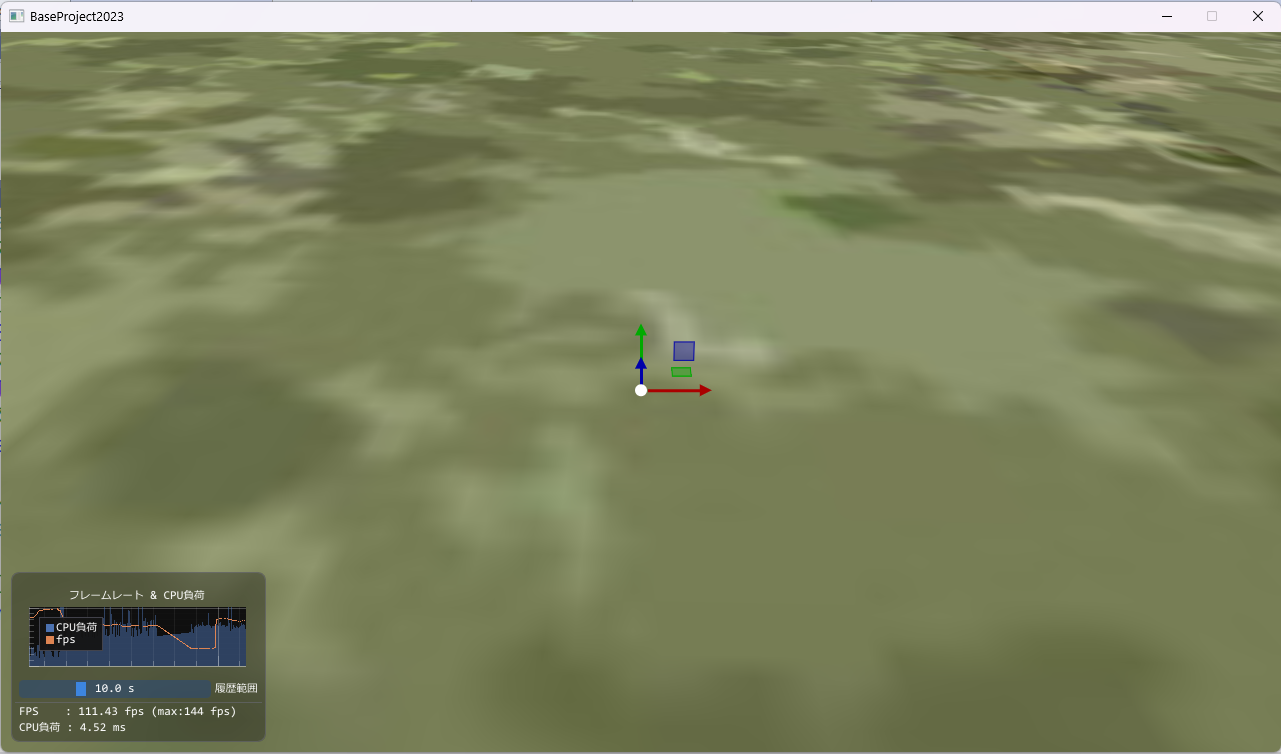 BaseProject2023
フレームレート & CPU負荷
CPU負荷
fps
10.0 s 履歴範囲
FPS : 111.43 fps (max:144 fps)
CPU負荷 : 4.52 ms